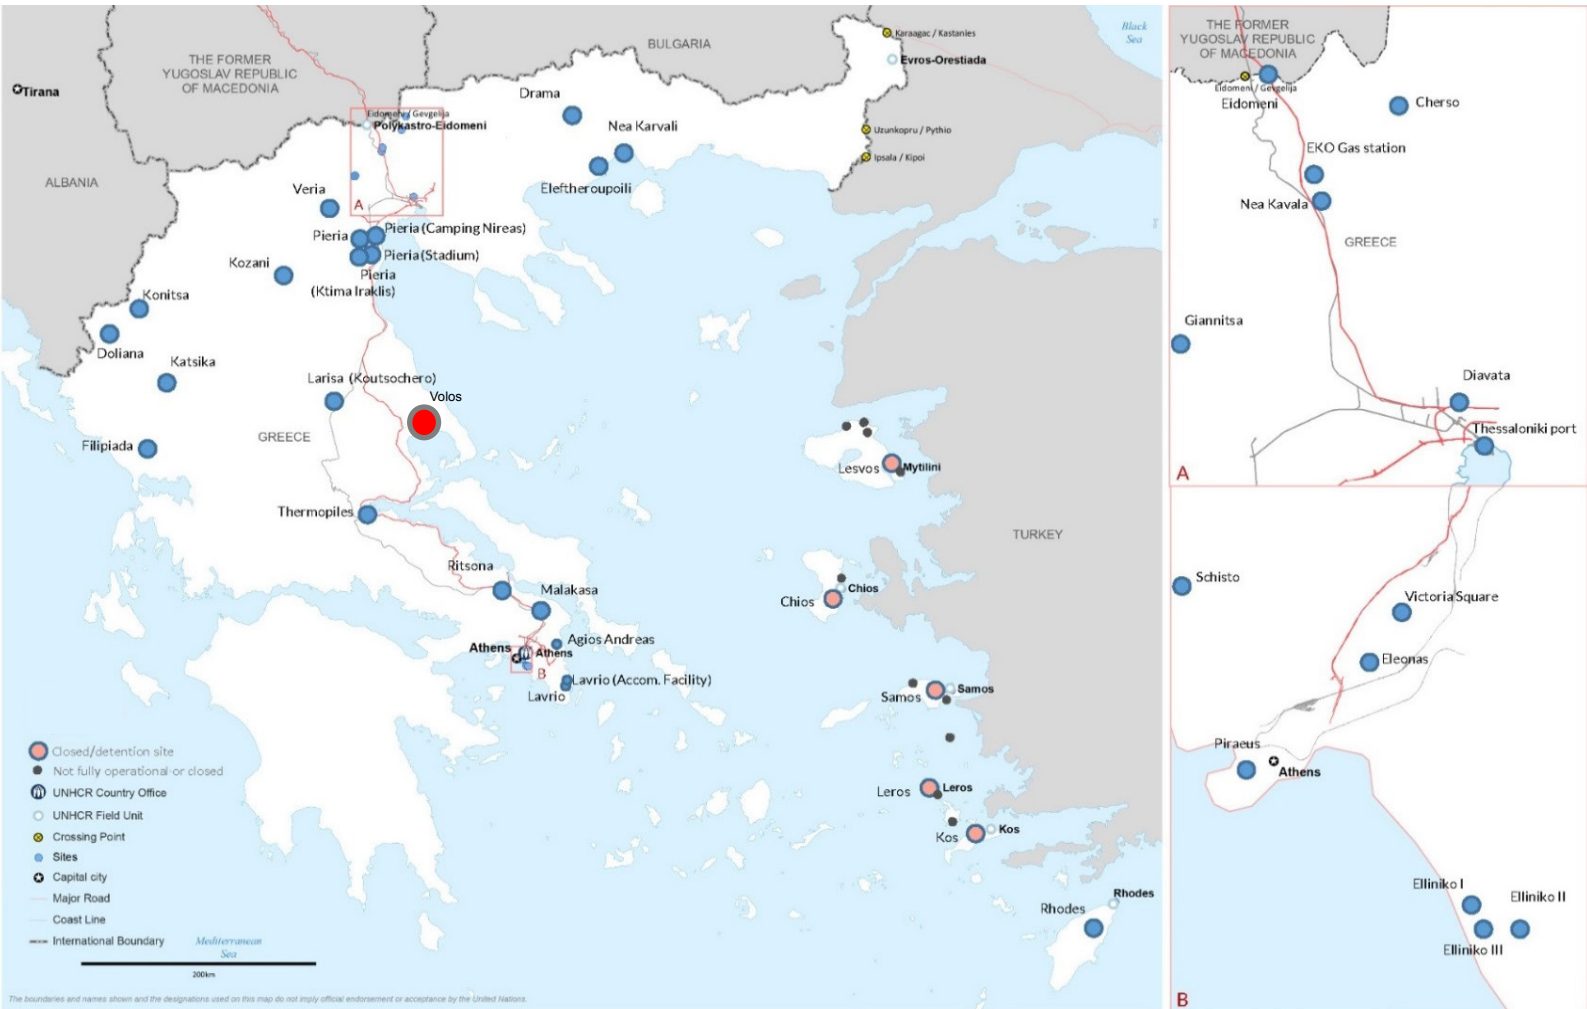 THE FORMER
YUGOSLAV REPUBLIC
OF MACEDONIA
BULGARIA
Black
Sea
Karaagac / Kastanies
Evros-Orestiada
Tirana
Drama
Eidomeni / Gevgelija
Polykastro-Eidomeni
Nea Karvali
Uzunkopru / Pythio
Ipsala / Kipoi
ALBANIA
Veria
A
Eleftheroupoili
Pieria
Pieria (Camping Nireas)
Pieria (Stadium)
Kozani
Pieria
(Ktima Iraklis)
Konitsa
Doliana
Katsika
Larisa (Koutsochero)
Volos
GREECE
Filipiada
Lesvos
Mytilini
Thermopiles
TURKEY
Ritsona
Malakasa
Chios
Chios
Agios Andreas
Athens
Athens
B
Lavrio (Accom. Facility)
Lavrio
Samos
Samos
Leros
Leros
Kos
Kos
Rhodes
Rhodes
Closed/detention site
Not fully operational or closed
UNHCR Country Office
UNHCR Field Unit
Crossing Point
Sites
Capital city
Major Road
Coast Line
International Boundary
Mediterranean
Sea
200km
The boundaries and names shown and the designations used on this map do not imply official endorsement or acceptance by the United Nations.
THE FORMER
YUGOSLAV REPUBLIC
OF MACEDONIA
Eidomeni / Gevgelija
Eidomeni
Cherso
EKO Gas station
Nea Kavala
GREECE
Giannitsa
Diavata
Thessaloniki port
A
Schisto
Victoria Square
Eleonas
Piraeus
Athens
Elliniko I
Elliniko II
Elliniko III
B